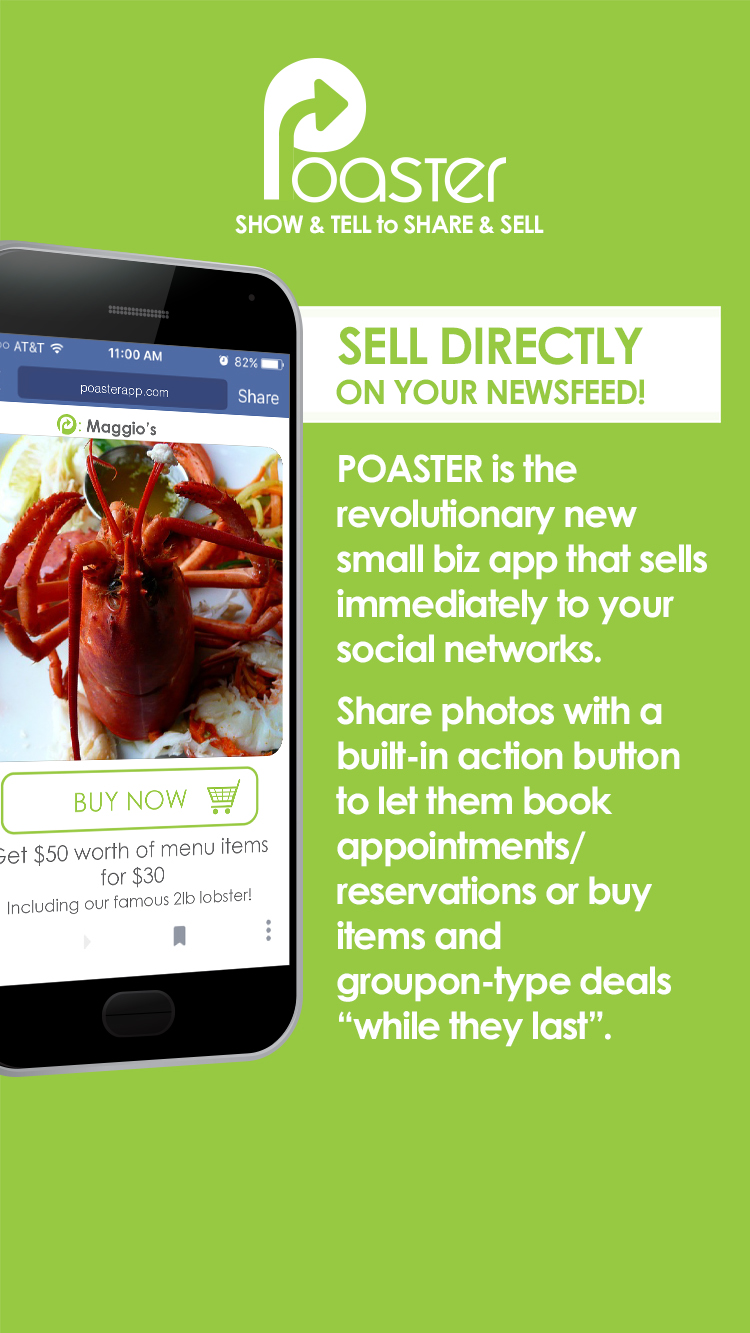 Poaster
SHOW & TELL to SHARE & SELL
AT&T
11:00 AM
82%
poasterapp.com
Share
: Maggio's
BUY NOW
Get $50 worth of menu items
for $30
Including our famous 2lb lobster!
SELL DIRECTLY
ON YOUR NEWSFEED!
POASTER is the
revolutionary new
small biz app that sells
immediately to your
social networks.
Share photos with a
built-in action button
to let them book
appointments/
reservations or buy
items and
groupon-type deals
“while they last”.